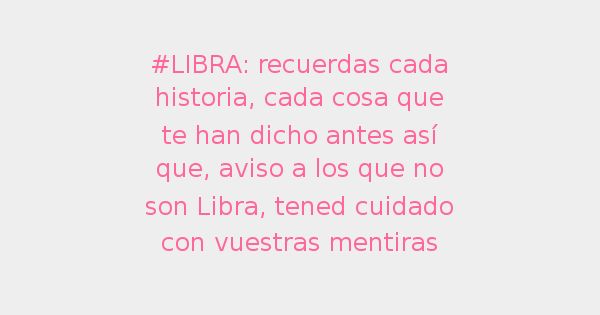 #LIBRA: recuerdas cada
historia, cada cosa que
te han dicho antes así
que, aviso a los que no
son Libra, tened cuidado
con vuestras mentiras